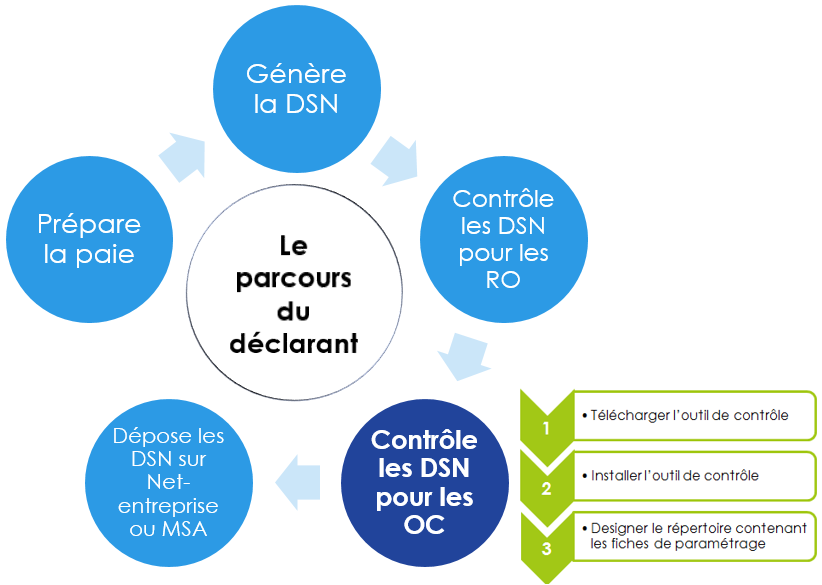 Génère
la DSN
Prépare
la paie
Contrôle
les DSN
pour les
RO
Le
parcours
du
déclarant
Dépose les
DSN sur
Net-
entreprise
ou MSA
Contrôle
les DSN
pour les
OC
1
• Télécharger l'outil de contrôle
2
• Installer l'outil de contrôle
3
• Designer le répertoire contenant
les fiches de paramétrage